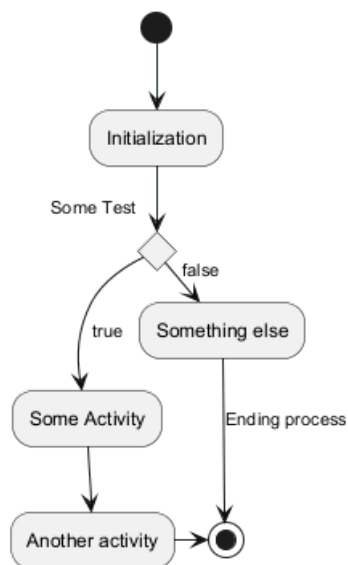 Initialization
Some Test
false
Something else
true
Some Activity
Ending process
Another activity